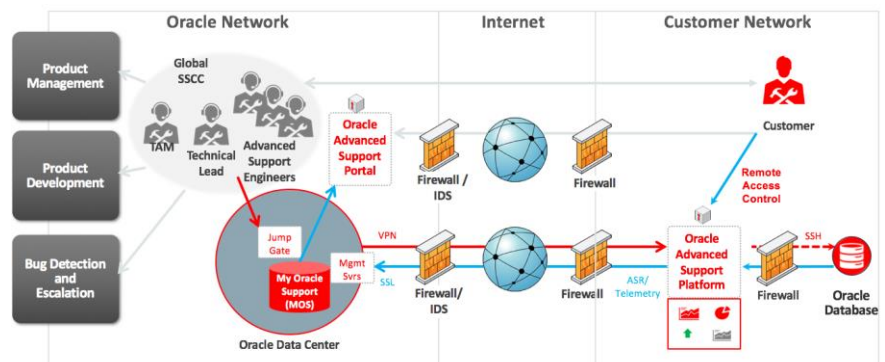 Oracle Network
Internet
Customer Network
Product
Management
Product
Development
Bug Detection
and
Escalation
Global
SSCC
TAM
Technical
Lead
Advanced
Support
Engineers
Oracle
Advanced
Support
Portal
Firewall /
IDS
Firewall
Customer
Remote
Access
Control
Jump
Gate
My Oracle
Support
(MOS)
Mgmt
Svrs
VPN
SSL
Oracle Data Center
Firewall/
IDS
Firewall
ASR/
Telemetry
Oracle
Advanced
Support
Platform
SSH
Firewall
Oracle
Database